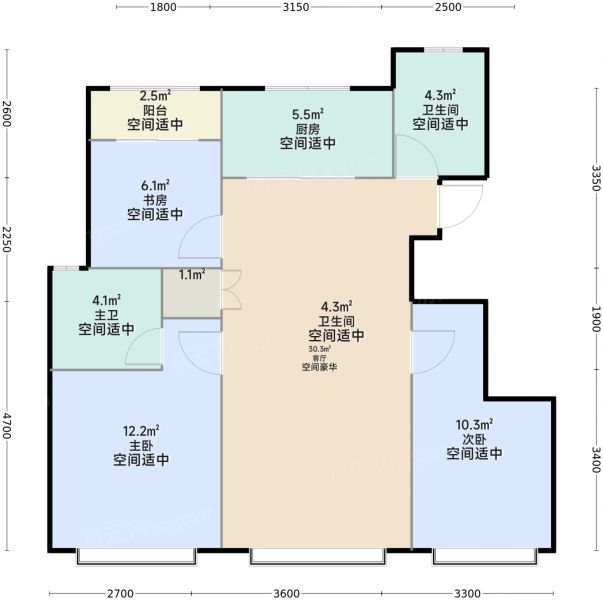 1800
3150
2500
2600
2250
4700
3350
1900
3400
2.5㎡
阳台
空间适中
5.5㎡
厨房
空间适中
4.3㎡
卫生间
空间适中
6.1㎡
书房
空间适中
1.1㎡
4.1㎡
主卫
空间适中
4.3㎡
卫生间
空间适中
30.3㎡
客厅
空间豪华
12.2㎡
主卧
空间适中
10.3㎡
次卧
空间适中
2700
3600
3300